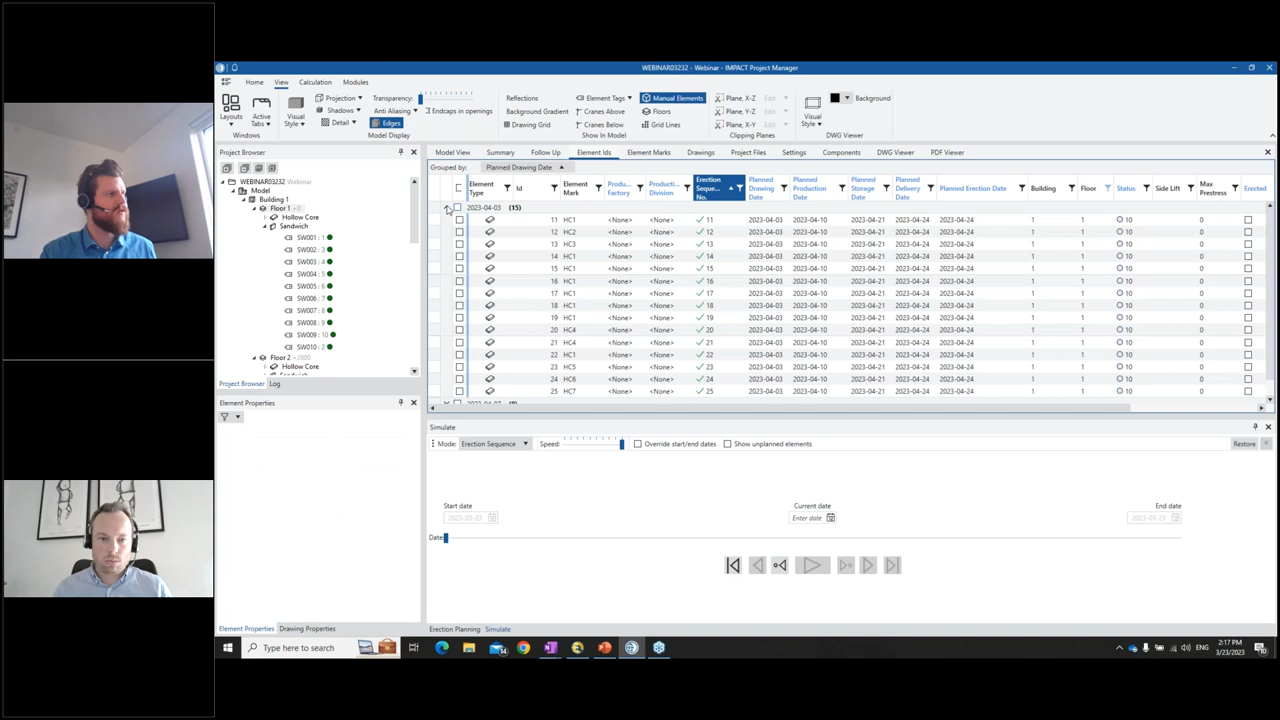 WEBINAR03232 - Webinar - IMPACT Project Manager
Home View Calculation Modules
Layouts Active Tabs Visual Style Projection Shadows Detail Transparency: Anti Aliasing Edges Endcaps in openings
Reflections Background Gradient Drawing Grid Element Tags Cranes Above Cranes Below Manual Elements Floors Grid Lines
Plane, X-Z Edit Plane, Y-Z Edit Plane, X-Y Edit Visual Style Background
Windows Model Display Show In Model Clipping Planes DWG Viewer
Project Browser
WEBINAR03232 Webinar
Model
Building 1
Floor 1
Hollow Core
Sandwich
SW001 : 1
SW002 : 3
SW003 : 4
SW004 : 5
SW005 : 6
SW006 : 7
SW007 : 8
SW008 : 9
SW009 : 10
SW010 : 2
Floor 2 - 2800
Hollow Core
Project Browser Log
Element Properties
Element Properties Drawing Properties
Model View Summary Follow Up Element Ids Element Marks Drawings Project Files Settings Components DWG Viewer PDF Viewer
Grouped by: Planned Drawing Date
Element Type Id Element Mark Produ... Factory Producti... Division Erection Seque... No. Planned Drawing Date Planned Production Date Planned Storage Date Planned Delivery Date Planned Erection Date Building Floor Status Side Lift Max Prestress Erected
2023-04-03 (15)
11 HC1 <None> <None> 11 2023-04-03 2023-04-10 2023-04-21 2023-04-24 2023-04-24 1 1 10 0
12 HC2 <None> <None> 12 2023-04-03 2023-04-10 2023-04-21 2023-04-24 2023-04-24 1 1 10 0
13 HC3 <None> <None> 13 2023-04-03 2023-04-10 2023-04-21 2023-04-24 2023-04-24 1 1 10 0
14 HC1 <None> <None> 14 2023-04-03 2023-04-10 2023-04-21 2023-04-24 2023-04-24 1 1 10 0
15 HC1 <None> <None> 15 2023-04-03 2023-04-10 2023-04-21 2023-04-24 2023-04-24 1 1 10 0
16 HC1 <None> <None> 16 2023-04-03 2023-04-10 2023-04-21 2023-04-24 2023-04-24 1 1 10 0
17 HC1 <None> <None> 17 2023-04-03 2023-04-10 2023-04-21 2023-04-24 2023-04-24 1 1 10 0
18 HC1 <None> <None> 18 2023-04-03 2023-04-10 2023-04-21 2023-04-24 2023-04-24 1 1 10 0
19 HC1 <None> <None> 19 2023-04-03 2023-04-10 2023-04-21 2023-04-24 2023-04-24 1 1 10 0
20 HC4 <None> <None> 20 2023-04-03 2023-04-10 2023-04-21 2023-04-24 2023-04-24 1 1 10 0
21 HC4 <None> <None> 21 2023-04-03 2023-04-10 2023-04-21 2023-04-24 2023-04-24 1 1 10 0
22 HC1 <None> <None> 22 2023-04-03 2023-04-10 2023-04-21 2023-04-24 2023-04-24 1 1 10 0
23 HC5 <None> <None> 23 2023-04-03 2023-04-10 2023-04-21 2023-04-24 2023-04-24 1 1 10 0
24 HC6 <None> <None> 24 2023-04-03 2023-04-10 2023-04-21 2023-04-24 2023-04-24 1 1 10 0
25 HC7 <None> <None> 25 2023-04-03 2023-04-10 2023-04-21 2023-04-24 2023-04-24 1 1 10 0
Simulate
Mode: Erection Sequence Speed: Override start/end dates Show unplanned elements Restore
Start date Current date End date
2023-03-23 Enter date 2023-03-23
Date:
Erection Planning Simulate
Type here to search 14 ENG 2:17 PM
3/23/2023